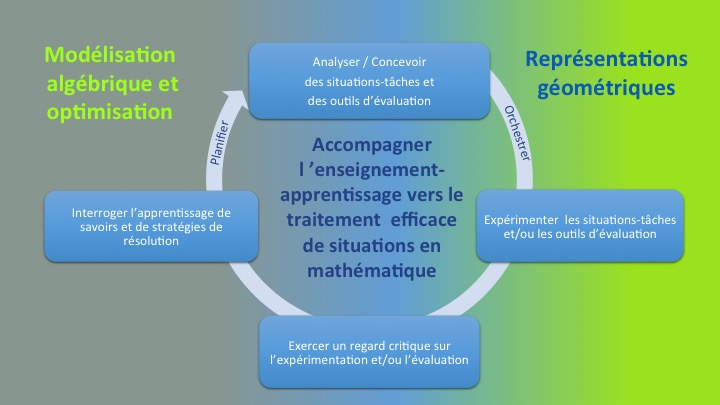 Modélisation
algébrique et
optimisation
Analyser / Concevoir
des situations-tâches et
des outils d’évaluation
Représentations
géométriques
Planifier
Orchestrer
Accompagner
l ’enseignement-
apprentissage vers le
traitement efficace
de situations en
mathématique
Interroger l’apprentissage de
savoirs et de stratégies de
résolution
Expérimenter les situations-tâches
et/ou les outils d’évaluation
Exercer un regard critique sur
l’expérimentation et/ou l’évaluation